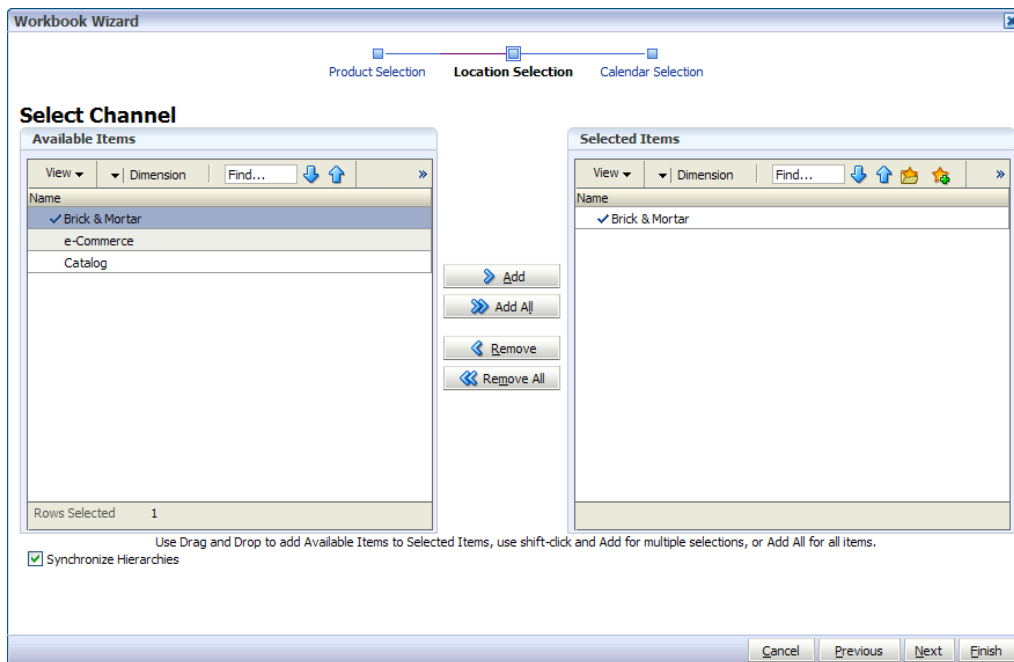 Workbook Wizard
Product Selection Location Selection Calendar Selection
Select Channel
Available Items
View Dimension Find... »
Name
Brick & Mortar
e-Commerce
Catalog
Rows Selected 1
Add
Add All
Remove
Remove All
Selected Items
View Dimension Find... »
Name
Brick & Mortar
Use Drag and Drop to add Available Items to Selected Items, use shift-click and Add for multiple selections, or Add All for all items.
Synchronize Hierarchies
Cancel Previous Next Finish